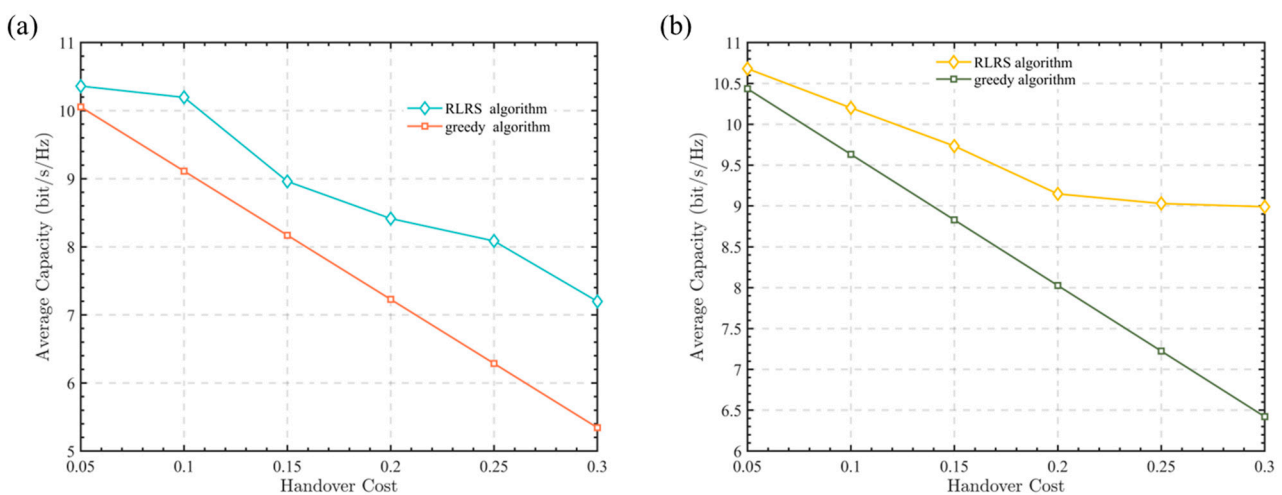 (a)
11
10
9
8
7
6
5
Average Capacity (bit/s/Hz)
RLRS algorithm
greedy algorithm
0.05 0.1 0.15 0.2 0.25 0.3
Handover Cost
(b)
11
10.5
10
9.5
9
8.5
8
7.5
7
6.5
6
Average Capacity (bit/s/Hz)
RLRS algorithm
greedy algorithm
0.05 0.1 0.15 0.2 0.25 0.3
Handover Cost